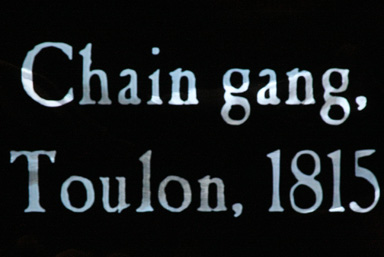 Chain gang,
Toulon, 1815